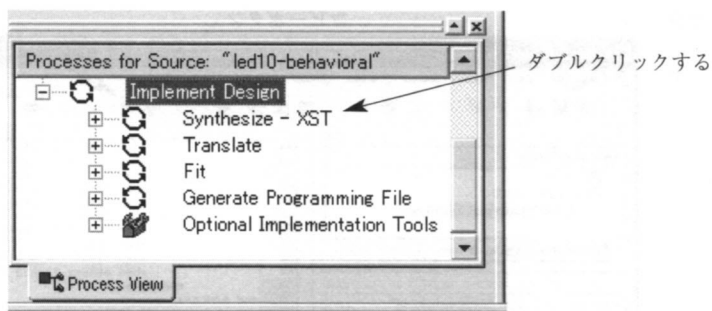 Processes for Source: "led10-behavioral"
ダブルクリックする
Implement Design
Synthesize - XST
Translate
Fit
Generate Programming File
Optional Implementation Tools
Process View